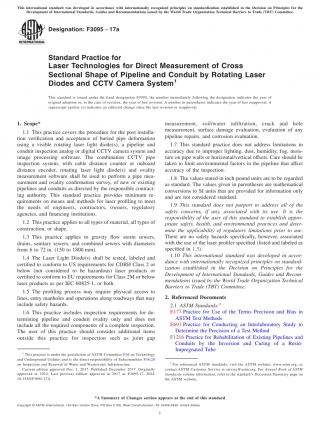 This international standard was developed in accordance with internationally recognized principles on standardization established in the Decision on Principles for the
Development of International Standards, Guides and Recommendations issued by the World Trade Organization Technical Barriers to Trade (TBT) Committee.
Designation: F3095 − 17a
Standard Practice for
Laser Technologies for Direct Measurement of Cross
Sectional Shape of Pipeline and Conduit by Rotating Laser
Diodes and CCTV Camera System¹
This standard is issued under the fixed designation F3095; the number immediately following the designation indicates the year of
original adoption or, in the case of revision, the year of last revision. A number in parentheses indicates the year of last reapproval. A
superscript epsilon (ε) indicates an editorial change since the last revision or reapproval.
1. Scope*
1.1 This practice covers the procedure for the post installa-
tion verification and acceptance of buried pipe deformation
using a visible rotating laser light diode(s), a pipeline and
conduit inspection analog or digital CCTV camera system and
image processing software. The combination CCTV pipe
inspection system, with cable distance counter or onboard
distance encoder, rotating laser light diode(s) and ovality
measurement software shall be used to perform a pipe mea-
surement and ovality confirmation survey, of new or existing
pipelines and conduits as directed by the responsible contract-
ing authority. This standard practice provides minimum re-
quirements on means and methods for laser profiling to meet
the needs of engineers, contractors, owners, regulatory
agencies, and financing institutions.
1.2 This practice applies to all types of material, all types of
construction, or shape.
1.3 This practice applies to gravity flow storm sewers,
drains, sanitary sewers, and combined sewers with diameters
from 6 to 72 in. (150 to 1800 mm).
1.4 The Laser Light Diode(s) shall be tested, labeled and
certified to conform to US requirements for CDRH Class 2 or
below (not considered to be hazardous) laser products or
certified to conform to EU requirements for Class 2M or below
laser products as per IEC 60825-1, or both.
1.5 The profiling process may require physical access to
lines, entry manholes and operations along roadways that may
include safety hazards.
1.6 This practice includes inspection requirements for de-
termining pipeline and conduit ovality only and does not
include all the required components of a complete inspection.
The user of this practice should consider additional items
outside this practice for inspection such as joint gap
measurement, soil/water infiltration, crack and hole
measurement, surface damage evaluation, evaluation of any
pipeline repairs, and corrosion evaluation.
1.7 This standard practice does not address limitations in
accuracy due to improper lighting, dust, humidity, fog, mois-
ture on pipe walls or horizontal/vertical offsets. Care should be
taken to limit environmental factors in the pipeline that affect
accuracy of the inspection.
1.8 The values stated in inch-pound units are to be regarded
as standard. The values given in parentheses are mathematical
conversions to SI units that are provided for information only
and are not considered standard.
1.9 This standard does not purport to address all of the
safety concerns, if any, associated with its use. It is the
responsibility of the user of this standard to establish appro-
priate safety, health, and environmental practices and deter-
mine the applicability of regulatory limitations prior to use.
There are no safety hazards specifically, however, associated
with the use of the laser profiler specified (listed and labeled as
specified in 1.4).
1.10 This international standard was developed in accor-
dance with internationally recognized principles on standard-
ization established in the Decision on Principles for the
Development of International Standards, Guides and Recom-
mendations issued by the World Trade Organization Technical
Barriers to Trade (TBT) Committee.
2. Referenced Documents
2.1 ASTM Standards:²
E177 Practice for Use of the Terms Precision and Bias in
ASTM Test Methods
E691 Practice for Conducting an Interlaboratory Study to
Determine the Precision of a Test Method
F1216 Practice for Rehabilitation of Existing Pipelines and
Conduits by the Inversion and Curing of a Resin-
Impregnated Tube
¹ This practice is under the jurisdiction of ASTM Committee F36 on Technology
and Underground Utilities and is the direct responsibility of Subcommittee F36.20
on Inspection and Renewal of Water and Wastewater Infrastructure.
Current edition approved Dec. 1, 2017. Published December 2017. Originally
approved in 2014. Last previous edition approved in 2017 as F3095-17. DOI:
10.1520/F3095-17A.
² For referenced ASTM standards, visit the ASTM website, www.astm.org, or
contact ASTM Customer Service at service@astm.org. For Annual Book of ASTM
Standards volume information, refer to the standard's Document Summary page on
the ASTM website.
*A Summary of Changes section appears at the end of this standard